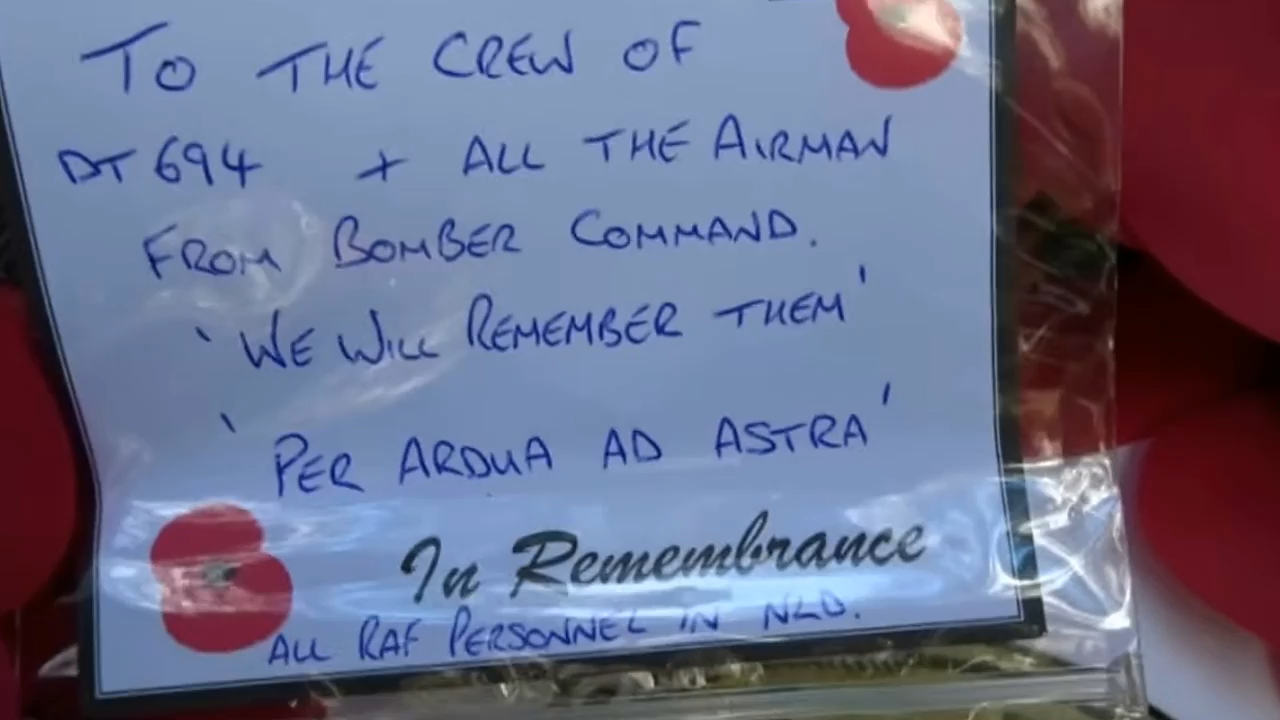 TO THE CREW OF
DT 694 + ALL THE AIRMAN
FROM BOMBER COMMAND.
'WE WILL REMEMBER THEM'
'PER ARDUA AD ASTRA'
In Remembrance
ALL RAF PERSONNEL IN NLD.